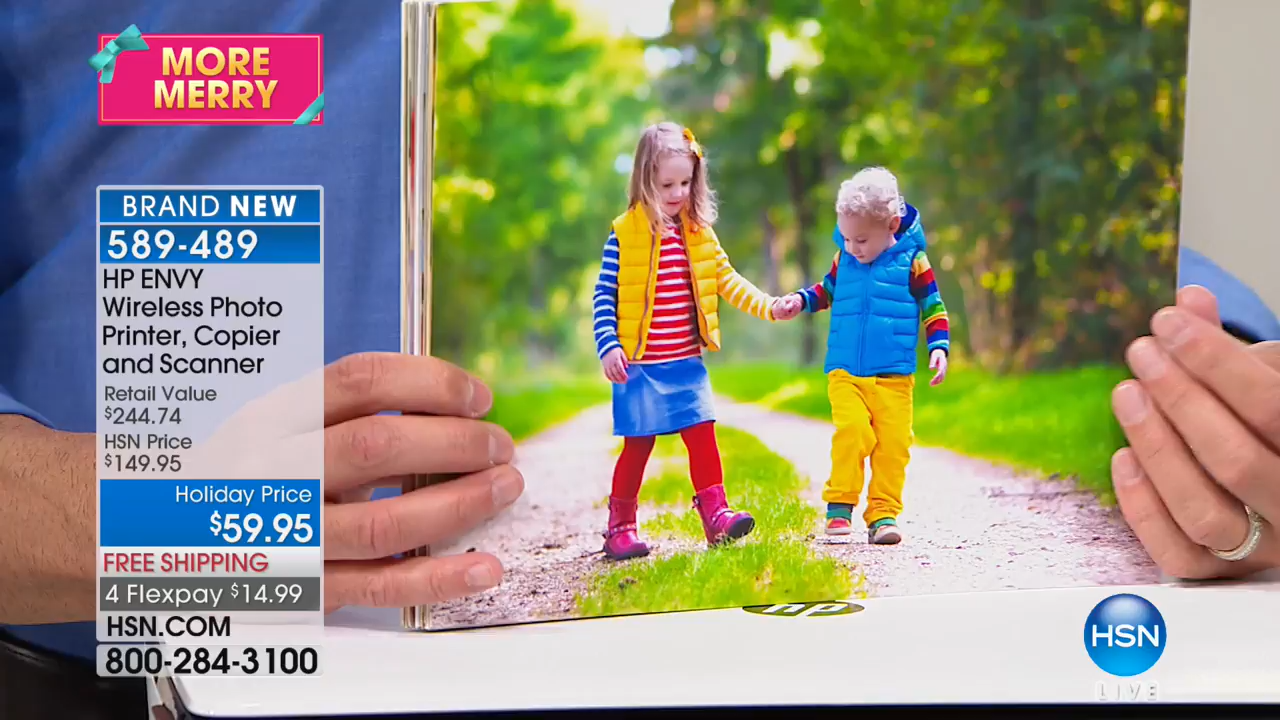 MORE
MERRY
BRAND NEW
589-489
HP ENVY
Wireless Photo
Printer, Copier
and Scanner
Retail Value
$244.74
HSN Price
$149.95
Holiday Price
$59.95
FREE SHIPPING
4 Flexpay $14.99
HSN.COM
800-284-3100
hp
HSN
LIVE